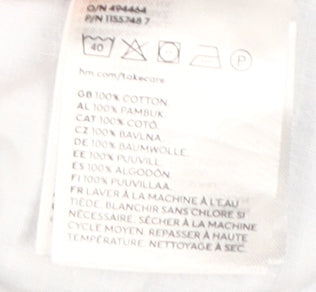 O/N 494464
P/N 1155748 7
40 P
hm.com/takecare
GB 100% COTTON.
AL 100% PAMBUK.
CAT 100% COTÓ.
CZ 100% BAVLNA
DE 100% BAUMWOLLE.
EE 100% PUUVILL.
ES 100% ALGODÓN.
FI 100% PUUVILLAA.
FR LAVER À LA MACHINE À L'EAU
TIÈDE. BLANCHIR SANS CHLORE SI
NÉCESSAIRE. SÉCHER À LA MACHINE
CYCLE MOYEN. REPASSER À HAUTE
TEMPÉRATURE. NETTOYAGE À SEC.